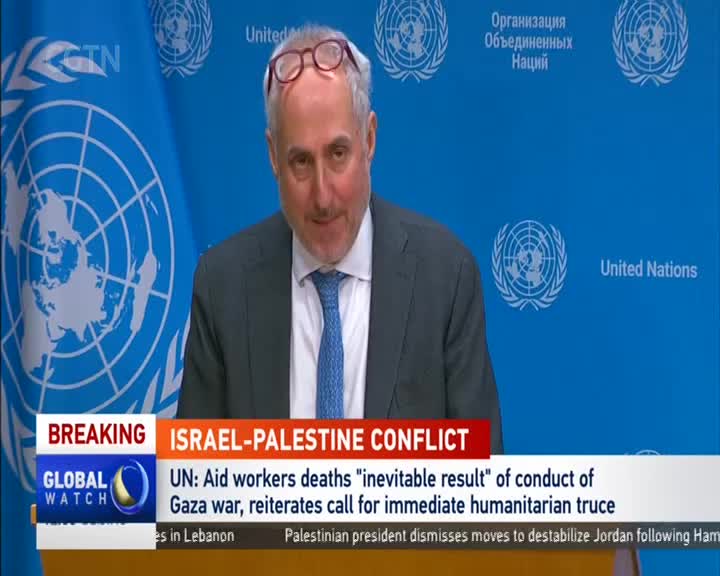 CGTN
United
Организация
Объединенных
Наций
United Nations
BREAKING
ISRAEL-PALESTINE CONFLICT
GLOBAL
WATCH
UN: Aid workers deaths "inevitable result" of conduct of
Gaza war, reiterates call for immediate humanitarian truce
es in Lebanon
Palestinian president dismisses moves to destabilize Jordan following Ham